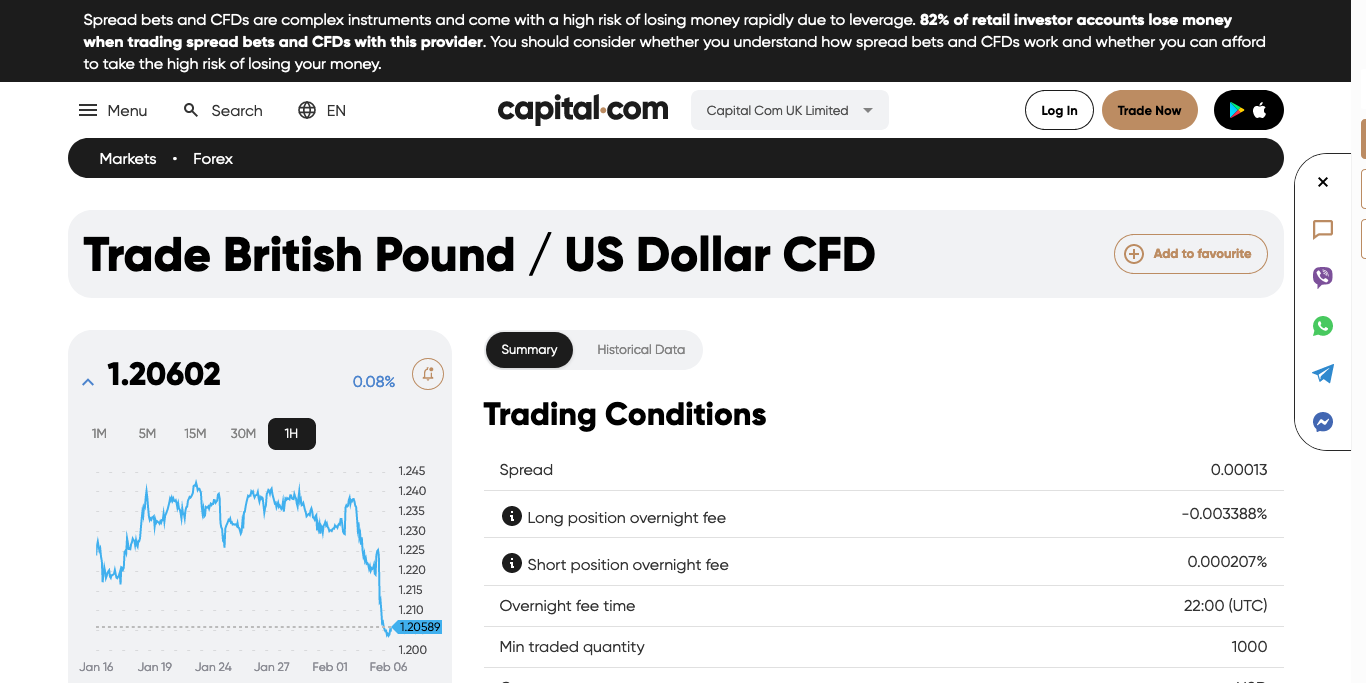 Spread bets and CFDs are complex instruments and come with a high risk of losing money rapidly due to leverage. 82% of retail investor accounts lose money
when trading spread bets and CFDs with this provider. You should consider whether you understand how spread bets and CFDs work and whether you can afford
to take the high risk of losing your money.
Menu Search EN capital.com Capital Com UK Limited Log In Trade Now
Markets • Forex
Trade British Pound / US Dollar CFD Add to favourite
1.20602 0.08%
1M 5M 15M 30M 1H
1.245
1.240
1.235
1.230
1.225
1.220
1.215
1.210
1.20589
1.200
Jan 16 Jan 19 Jan 24 Jan 27 Feb 01 Feb 06
Summary Historical Data
Trading Conditions
Spread 0.00013
Long position overnight fee -0.003388%
Short position overnight fee 0.000207%
Overnight fee time 22:00 (UTC)
Min traded quantity 1000